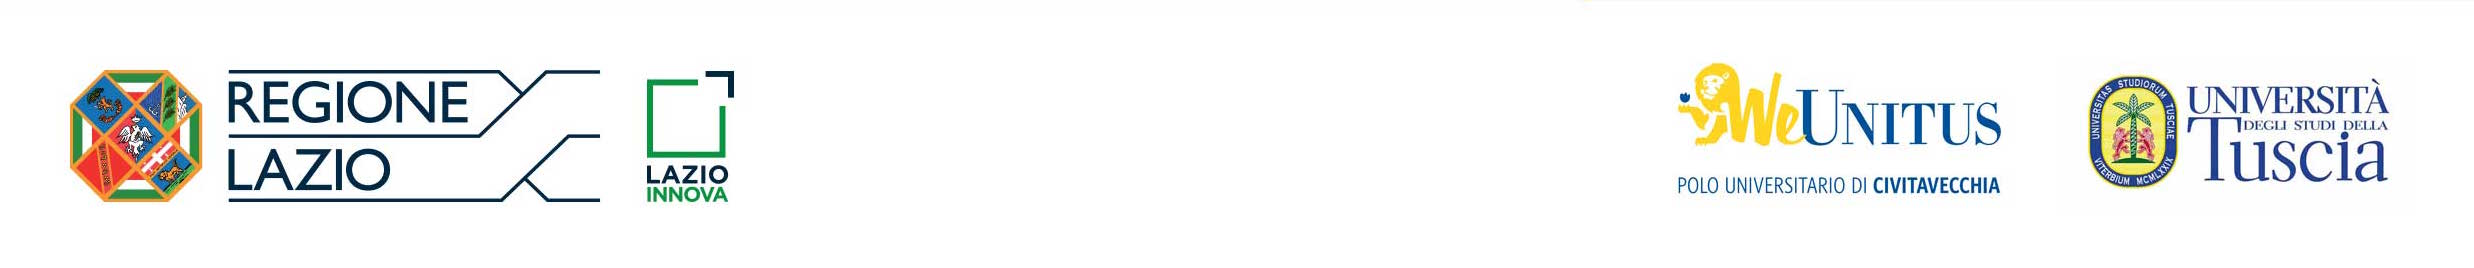 REGIONE
LAZIO
LAZIO
INNOVA
WeUNITUS
POLO UNIVERSITARIO DI CIVITAVECCHIA
UNIVERSITAS STUDIORUM TUSCIAE
VITERBIUM MCMLXXIX
UNIVERSITÀ
DEGLI STUDI DELLA
Tuscia